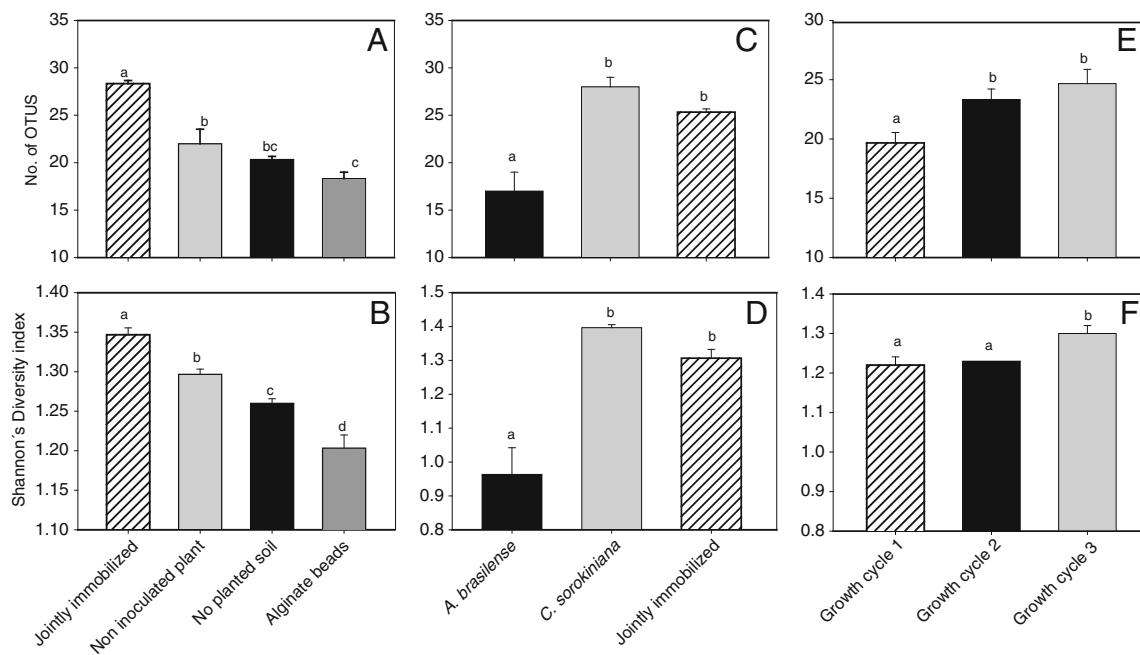 A
No. of OTUS
35
30
25
20
15
10
a
b
bc
c
C
35
30
25
20
15
10
a
b
b
E
30
25
20
15
10
a
b
b
B
Shannon´s Diversity index
1.40
1.35
1.30
1.25
1.20
1.15
1.10
a
b
c
d
Jointly immobilized
Non inoculated plant
No planted soil
Alginate beads
D
1.5
1.4
1.3
1.2
1.1
1.0
0.9
0.8
a
b
b
A. brasilense
C. sorokiniana
Jointly immobilized
F
1.4
1.3
1.2
1.1
1.0
0.9
0.8
a
a
b
Growth cycle 1
Growth cycle 2
Growth cycle 3